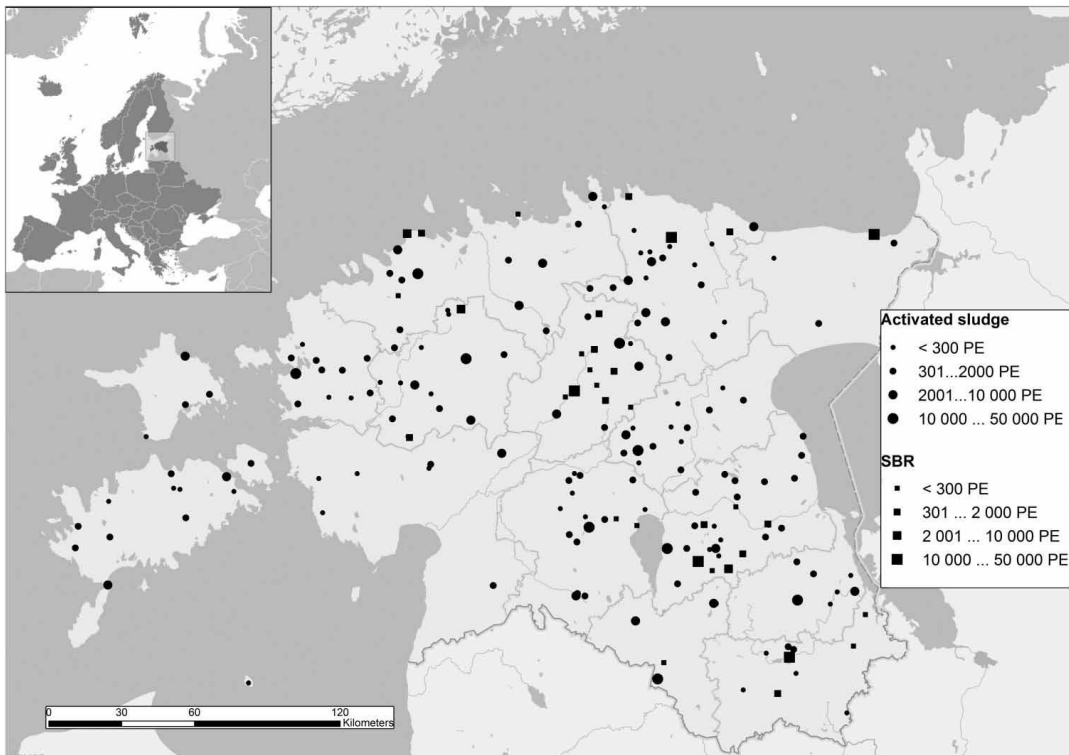 Activated sludge
< 300 PE
301...2000 PE
2001...10 000 PE
10 000 ... 50 000 PE
SBR
< 300 PE
301 ... 2 000 PE
2 001 ... 10 000 PE
10 000 ... 50 000 PE
0 30 60 120
Kilometers